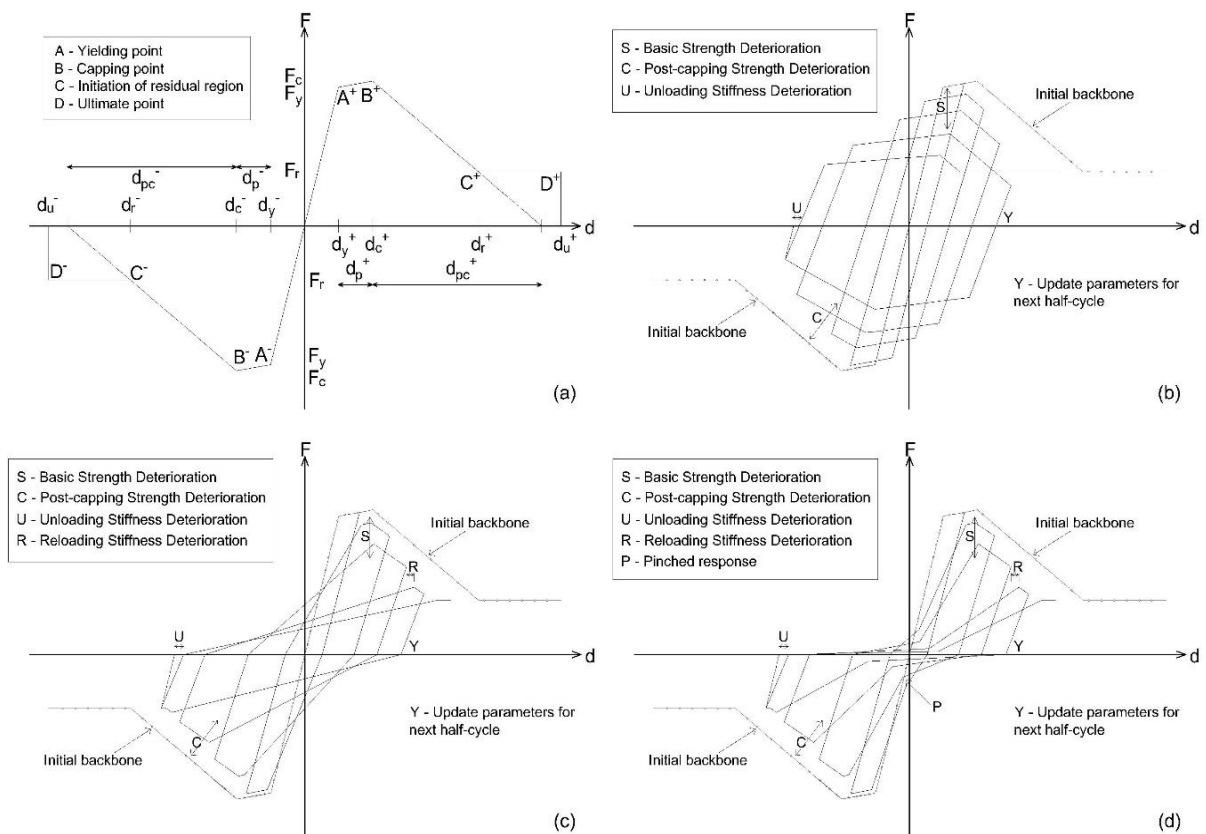 F
A - Yielding point
B - Capping point
C - Initiation of residual region
D - Ultimate point
Fc
Fy
A+ B+
dpc-
dp-
Fr
C+
D+
du-
dr-
dc-
dy-
d
dy+
dc+
dr+
du+
dp+
dpc+
D-
C-
Fr
B-
A-
Fy
Fc
(a)
F
S - Basic Strength Deterioration
C - Post-capping Strength Deterioration
U - Unloading Stiffness Deterioration
Initial backbone
S
U
Y
d
C
Y - Update parameters for
next half-cycle
Initial backbone
(b)
F
S - Basic Strength Deterioration
C - Post-capping Strength Deterioration
U - Unloading Stiffness Deterioration
R - Reloading Stiffness Deterioration
Initial backbone
S
R
U
Y
d
C
Y - Update parameters for
next half-cycle
Initial backbone
(c)
F
S - Basic Strength Deterioration
C - Post-capping Strength Deterioration
U - Unloading Stiffness Deterioration
R - Reloading Stiffness Deterioration
P - Pinched response
Initial backbone
S
R
U
Y
d
P
C
Y - Update parameters for
next half-cycle
Initial backbone
(d)